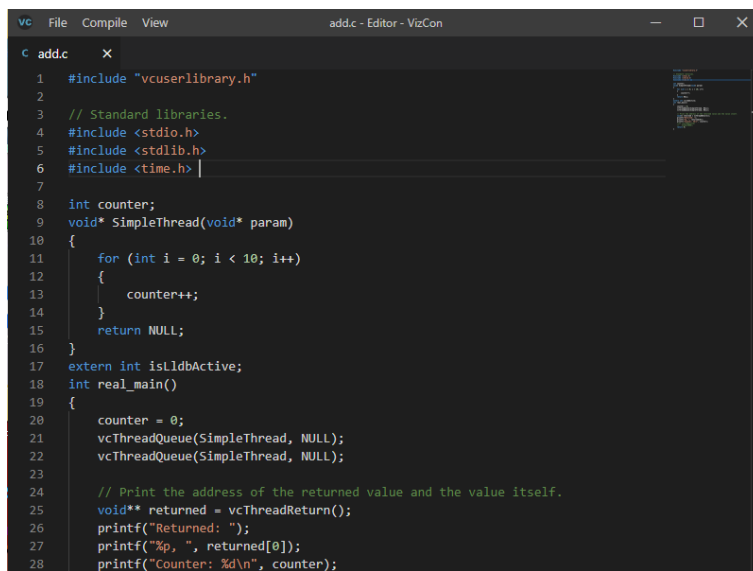 VC File Compile View add.c - Editor - VizCon
C add.c
1 #include "vcuserlibrary.h"
2
3 // Standard libraries.
4 #include <stdio.h>
5 #include <stdlib.h>
6 #include <time.h>
7
8 int counter;
9 void* SimpleThread(void* param)
10 {
11     for (int i = 0; i < 10; i++)
12     {
13         counter++;
14     }
15     return NULL;
16 }
17 extern int isLldbActive;
18 int real_main()
19 {
20     counter = 0;
21     vcThreadQueue(SimpleThread, NULL);
22     vcThreadQueue(SimpleThread, NULL);
23
24     // Print the address of the returned value and the value itself.
25     void** returned = vcThreadReturn();
26     printf("Returned: ");
27     printf("%p, ", returned[0]);
28     printf("Counter: %d\n", counter);